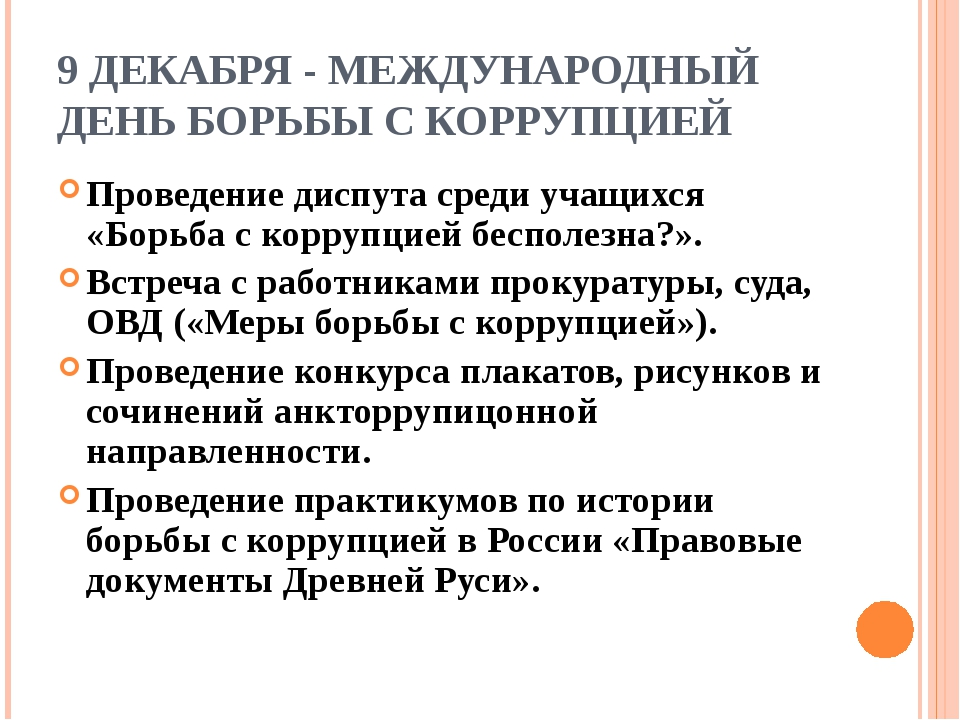 9 ДЕКАБРЯ - МЕЖДУНАРОДНЫЙ
ДЕНЬ БОРЬБЫ С КОРРУПЦИЕЙ
Проведение диспута среди учащихся
«Борьба с коррупцией бесполезна?».
Встреча с работниками прокуратуры, суда,
ОВД («Меры борьбы с коррупцией»).
Проведение конкурса плакатов, рисунков и
сочинений анкторрупицонной
направленности.
Проведение практикумов по истории
борьбы с коррупцией в России «Правовые
документы Древней Руси».